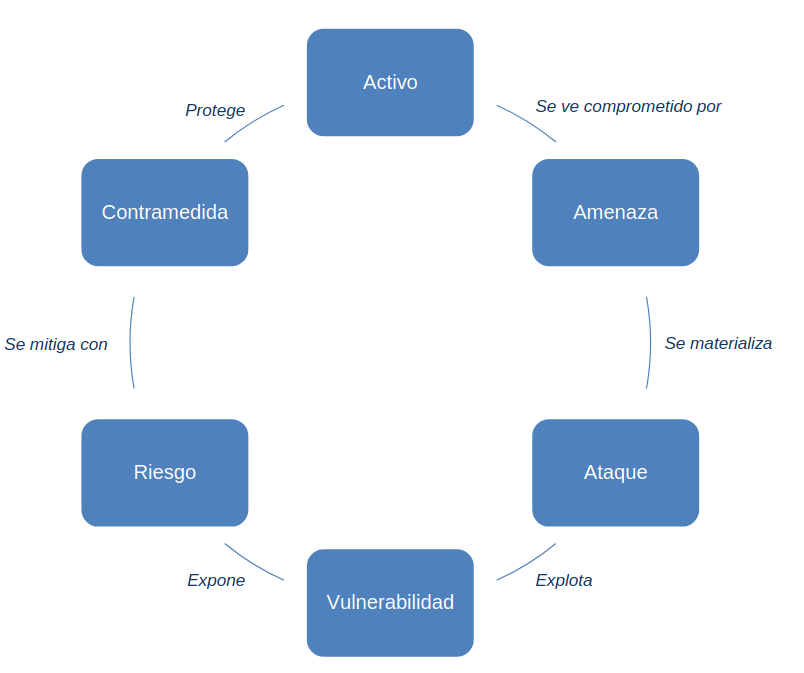 Activo
Protege
Se ve comprometido por
Contramedida
Amenaza
Se mitiga con
Se materializa
Riesgo
Ataque
Expone
Explota
Vulnerabilidad